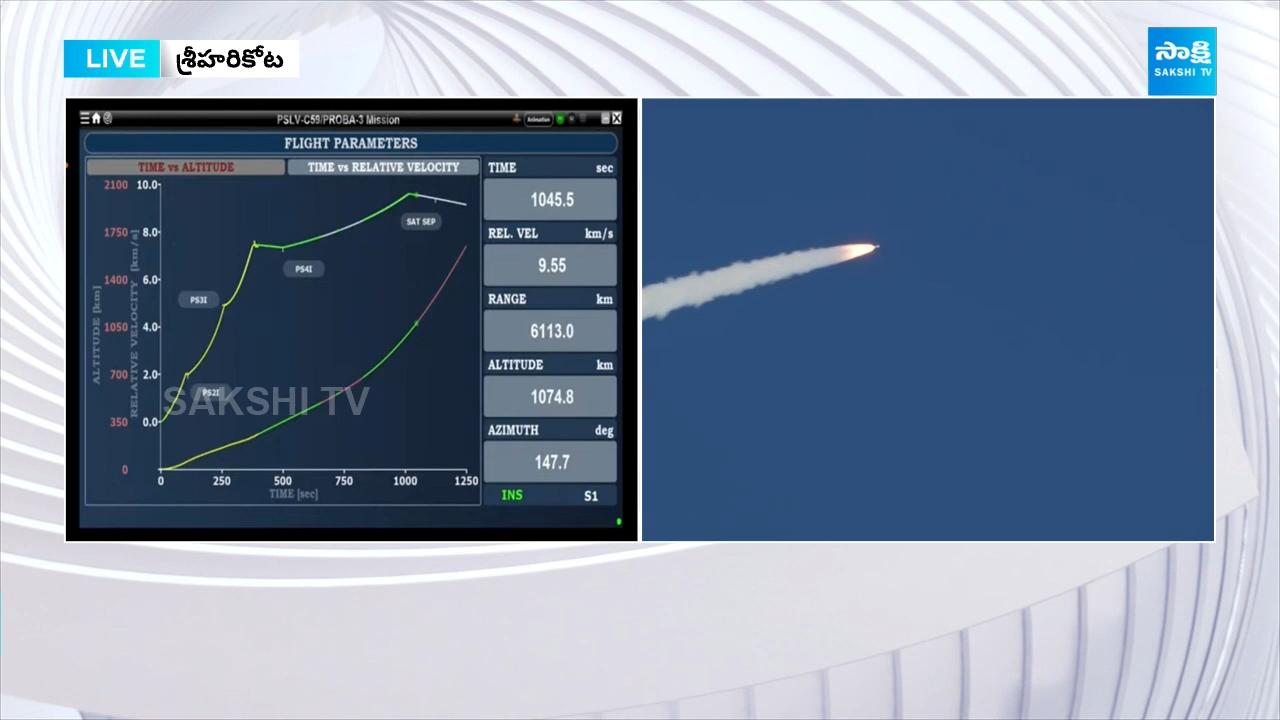 LIVE శ్రీహరికోట
సాక్షి
SAKSHI TV
PSLV-C59/PROBA-3 Mission
Animation
FLIGHT PARAMETERS
TIME vs ALTITUDE
TIME vs RELATIVE VELOCITY
2100
1750
1400
1050
700
350
0
ALTITUDE [km]
10.0
8.0
6.0
4.0
2.0
0.0
RELATIVE VELOCITY [km/s]
PS2I
PS3I
PS4I
SAT SEP
SAKSHI TV
0 250 500 750 1000 1250
TIME [sec]
TIME sec
1045.5
REL. VEL km/s
9.55
RANGE km
6113.0
ALTITUDE km
1074.8
AZIMUTH deg
147.7
INS S1